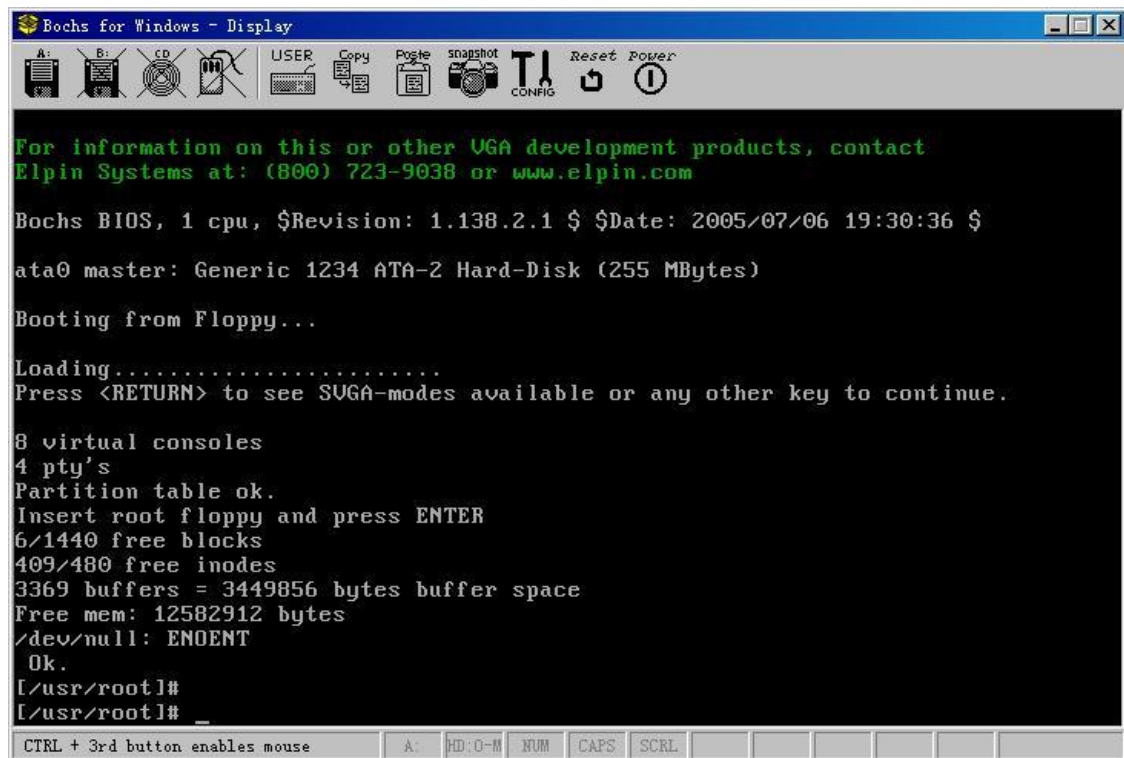 Bochs for Windows - Display
A: B: CD USER Copy Poste snapshot CONFIG Reset Power
For information on this or other VGA development products, contact
Elpin Systems at: (800) 723-9038 or www.elpin.com
Bochs BIOS, 1 cpu, $Revision: 1.138.2.1 $ $Date: 2005/07/06 19:30:36 $
ata0 master: Generic 1234 ATA-2 Hard-Disk (255 MBytes)
Booting from Floppy...
Loading........................
Press <RETURN> to see SVGA-modes available or any other key to continue.
8 virtual consoles
4 pty's
Partition table ok.
Insert root floppy and press ENTER
6/1440 free blocks
409/480 free inodes
3369 buffers = 3449856 bytes buffer space
Free mem: 12582912 bytes
/dev/null: ENOENT
Ok.
[/usr/root]#
[/usr/root]# _
CTRL + 3rd button enables mouse A: HD:0-M NUM CAPS SCRL